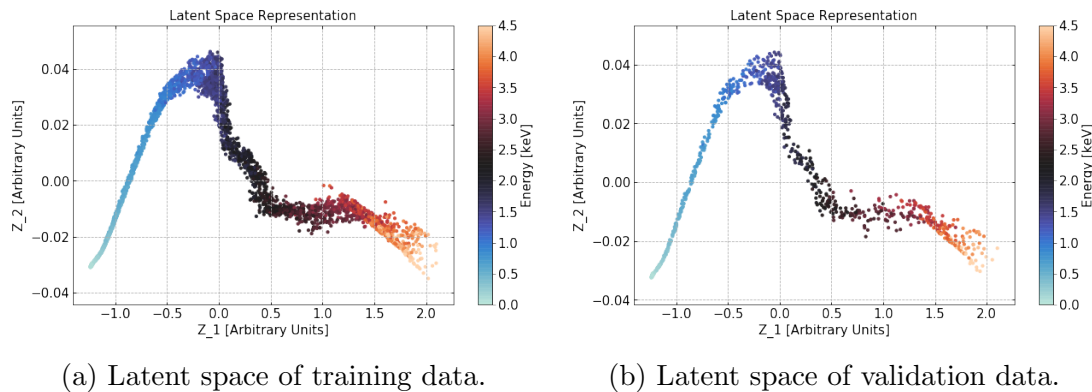 Latent Space Representation
0.04
0.02
0.00
−0.02
−0.04
Z_2 [Arbitrary Units]
−1.0 −0.5 0.0 0.5 1.0 1.5 2.0
Z_1 [Arbitrary Units]
4.5
4.0
3.5
3.0
2.5
2.0
1.5
1.0
0.5
0.0
Energy [keV]
(a) Latent space of training data.
Latent Space Representation
0.04
0.02
0.00
−0.02
−0.04
Z_2 [Arbitrary Units]
−1.0 −0.5 0.0 0.5 1.0 1.5 2.0
Z_1 [Arbitrary Units]
4.5
4.0
3.5
3.0
2.5
2.0
1.5
1.0
0.5
0.0
Energy [keV]
(b) Latent space of validation data.